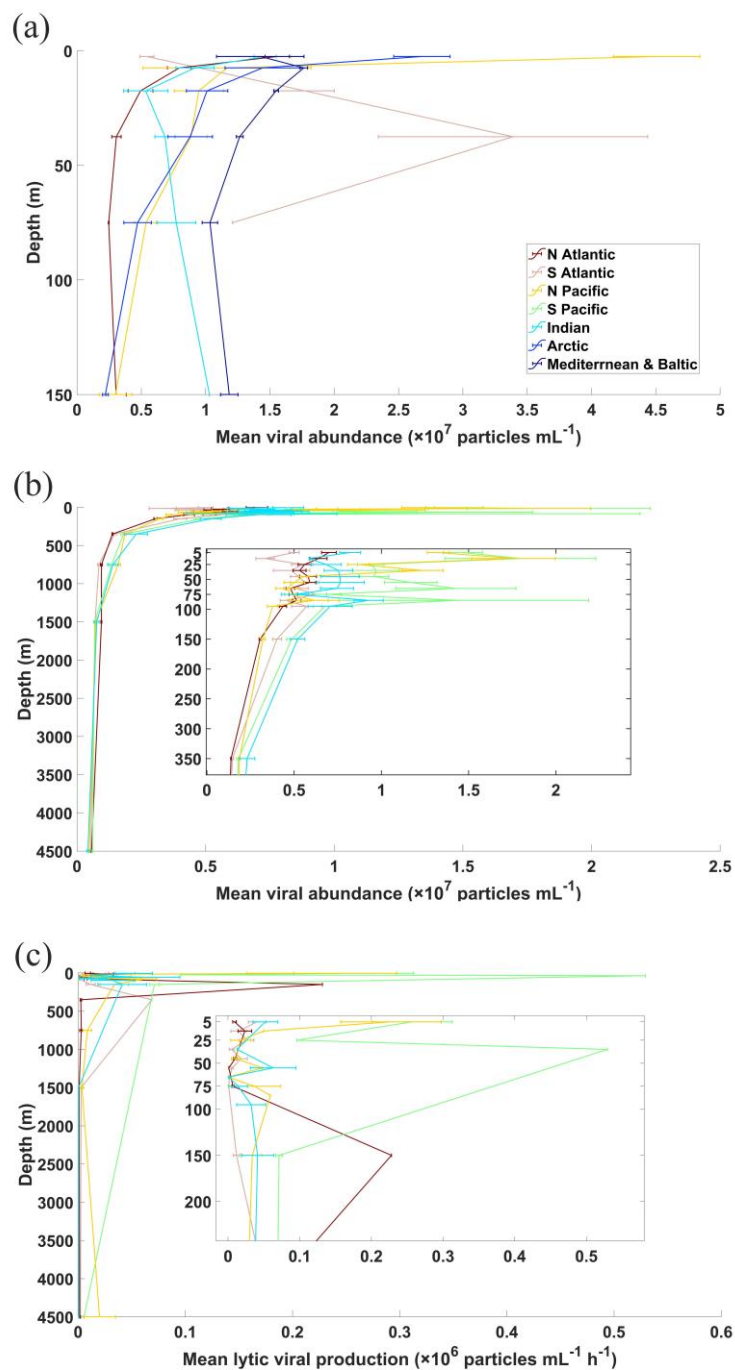 (a)
0
50
100
150
Depth (m)
N Atlantic
S Atlantic
N Pacific
S Pacific
Indian
Arctic
Mediterrnean & Baltic
0 0.5 1 1.5 2 2.5 3 3.5 4 4.5 5
Mean viral abundance (×10⁷ particles mL⁻¹)
(b)
0
500
1000
1500
2000
2500
3000
3500
4000
4500
Depth (m)
5
25
50
75
100
150
200
250
300
350
0 0.5 1 1.5 2
0 0.5 1 1.5 2 2.5
Mean viral abundance (×10⁷ particles mL⁻¹)
(c)
0
500
1000
1500
2000
2500
3000
3500
4000
4500
Depth (m)
5
25
50
75
100
150
200
0 0.1 0.2 0.3 0.4 0.5
0 0.1 0.2 0.3 0.4 0.5 0.6
Mean lytic viral production (×10⁶ particles mL⁻¹ h⁻¹)